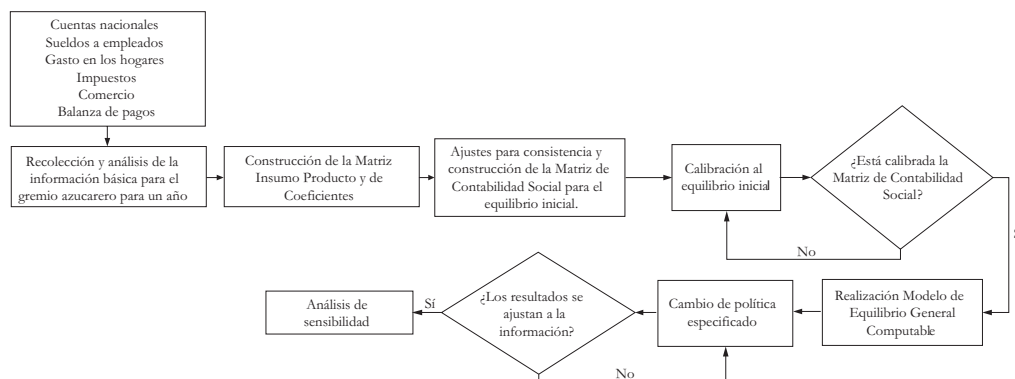 Cuentas nacionales
Sueldos a empleados
Gasto en los hogares
Impuestos
Comercio
Balanza de pagos
Recolección y análisis de la
información básica para el
gremio azucarero para un año
Construcción de la Matriz
Insumo Producto y de
Coeficientes
Ajustes para consistencia y
construcción de la Matriz de
Contabilidad Social para el
equilibrio inicial.
Calibración al
equilibrio inicial
¿Está calibrada la
Matriz de Contabilidad
Social?
No
Realización Modelo de
Equilibrio General
Computable
Cambio de política
especificado
¿Los resultados se
ajustan a la
información?
No
Sí
Análisis de
sensibilidad